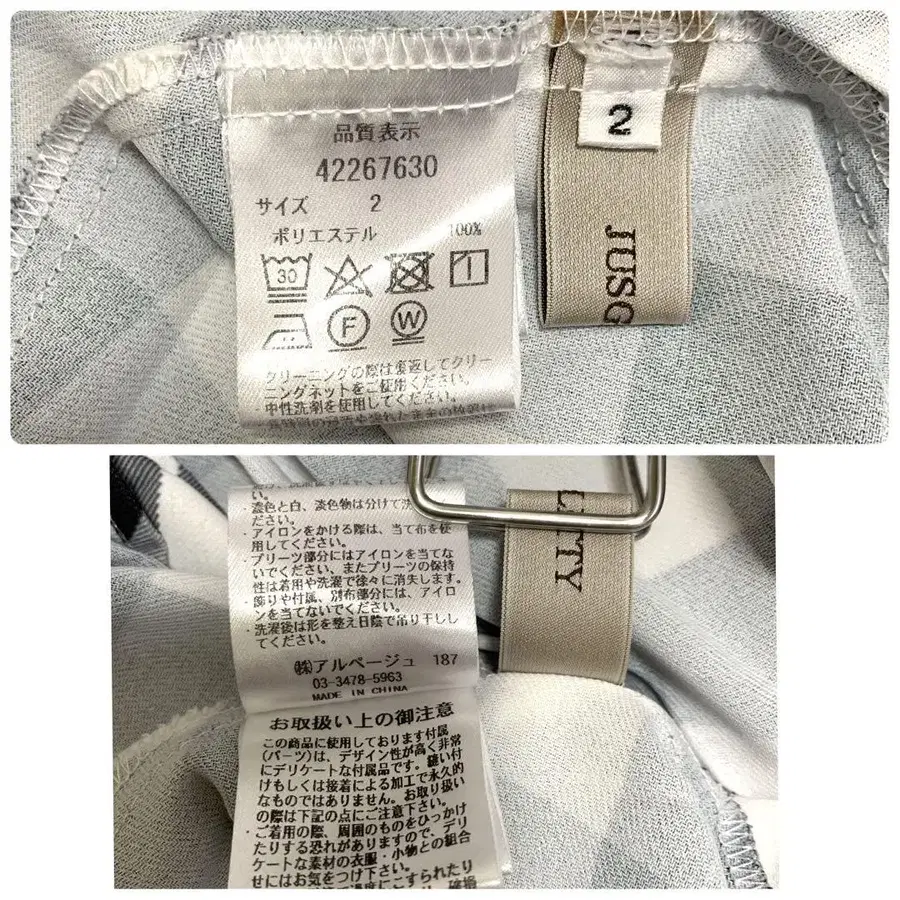 品質表示
42267630
サイズ 2
ポリエステル 100%
30
F W
クリーニングの際は裏返してクリー
ニングネットをご使用ください。
・中性洗剤を使用してください。
2
JUSG
い。
・濃色と白、淡色物は分けて洗
ださい。
・アイロンをかける際は、当て布を使
用してください。
・プリーツ部分にはアイロンを当てな
いでください、またプリーツの保持
性は着用や洗濯で徐々に消失します。
・飾りや付属、別布部分には、アイロ
ンを当てないでください。
・洗濯後は形を整え日陰で吊り干しし
てください。
㈱アルページュ 187
03-3478-5963
MADE IN CHINA
お取扱い上の御注意
この商品に使用しております付属
(パーツ)は、デザイン性が高く非常
にデリケートな付属品です。縫い付
けもしくは接着による加工で永久的
なものではありません。お取り扱い
の際は下記の点にご注意下さい。
・ご着用の際、周囲のものをひっかけ
たりする恐れがありますので、デリ
ケートな素材の衣服・小物との組合
せにはお気をつけ下さい。
LITTY